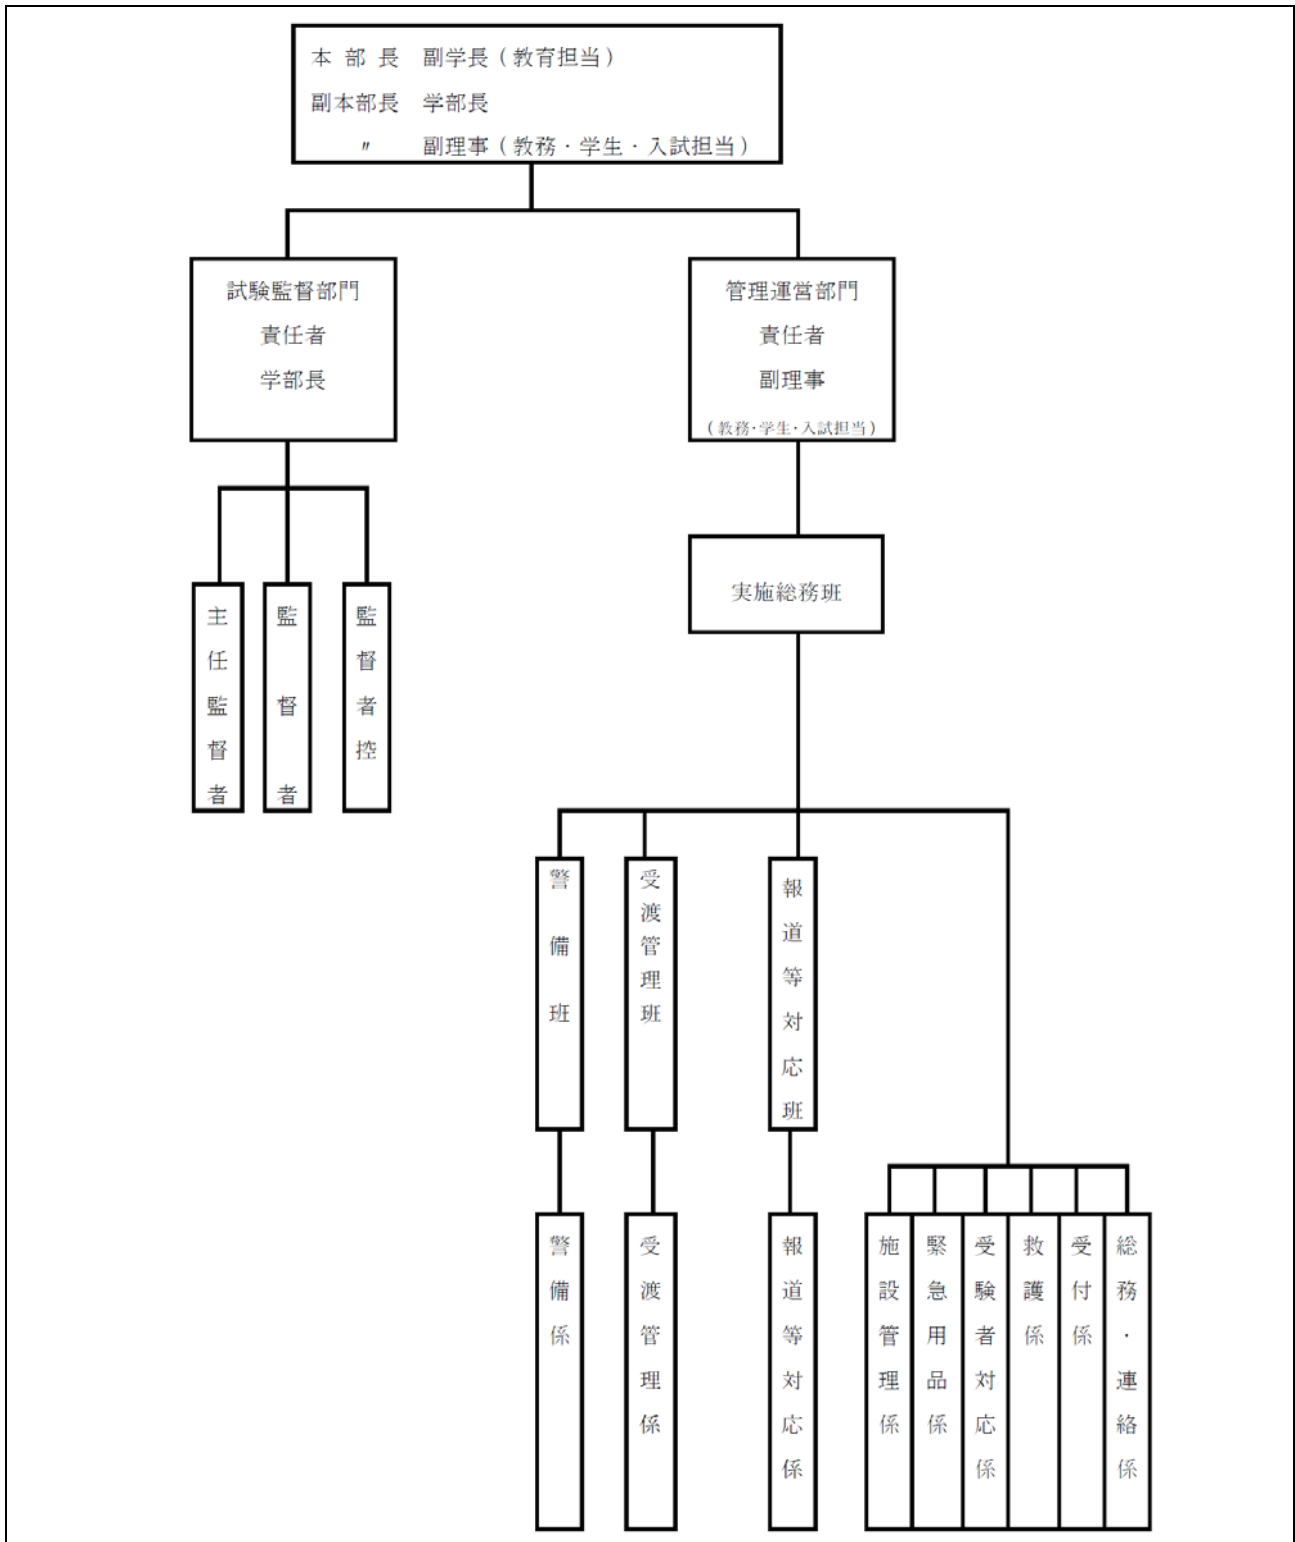 本部長 副学長（教育担当）
副本部長 学部長
〃 副理事（教務・学生・入試担当）
試験監督部門
責任者
学部長
管理運営部門
責任者
副理事
（教務・学生・入試担当）
実施総務班
主任監督者
監督者
監督者控
警備班
受渡管理班
報道等対応班
警備係
受渡管理係
報道等対応係
施設管理係
緊急用品係
受験者対応係
救護係
受付係
総務・連絡係